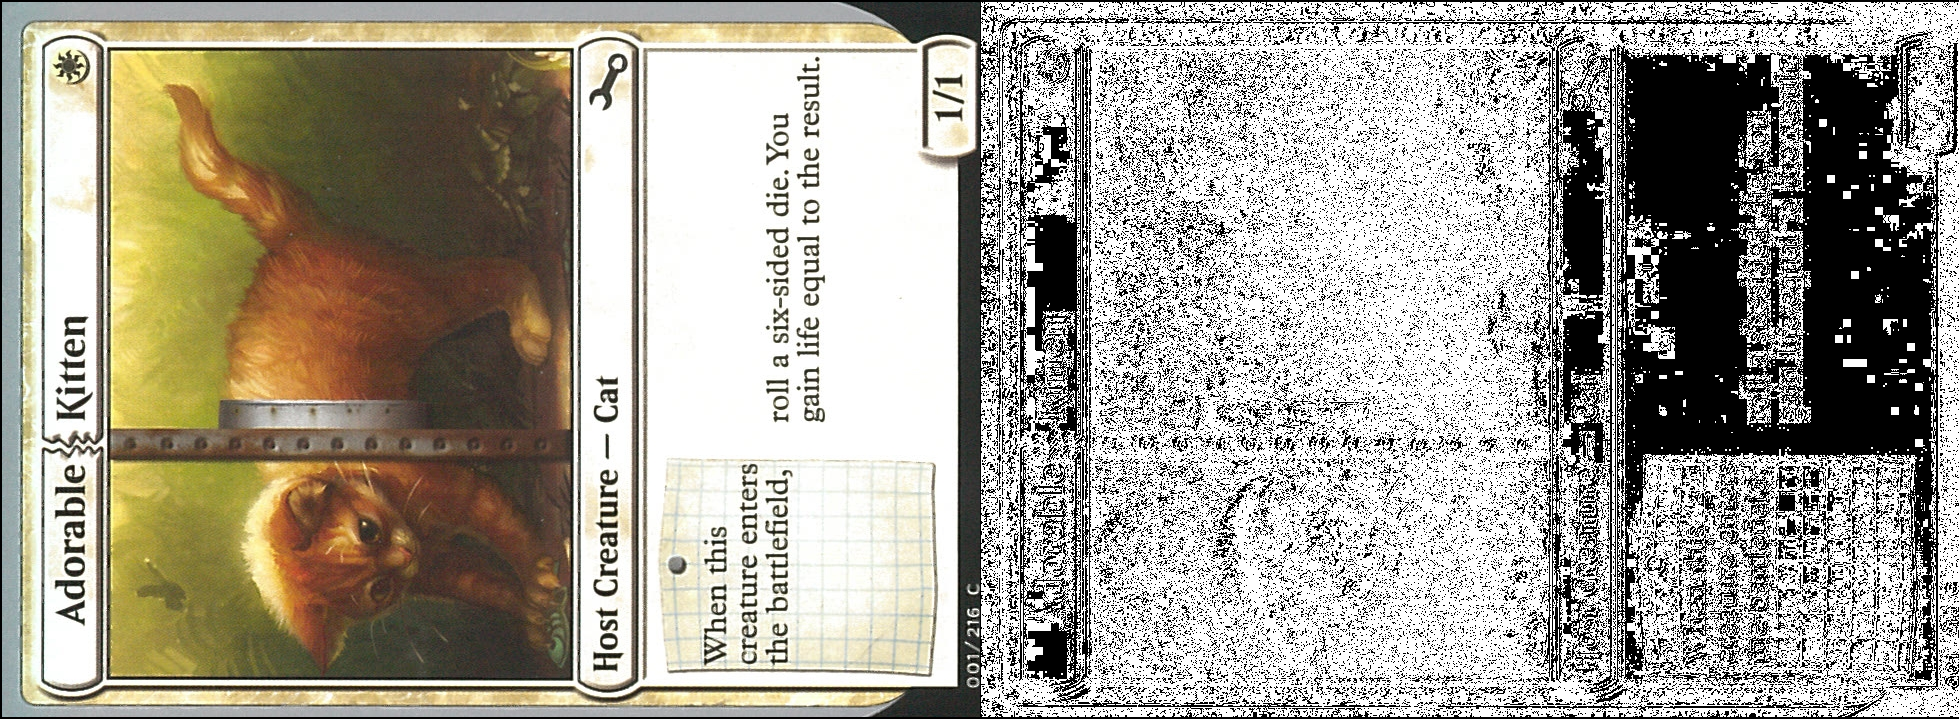 Adorable Kitten
Host Creature — Cat
When this
creature enters
the battlefield,
roll a six-sided die. You
gain life equal to the result.
1/1
001/216 C